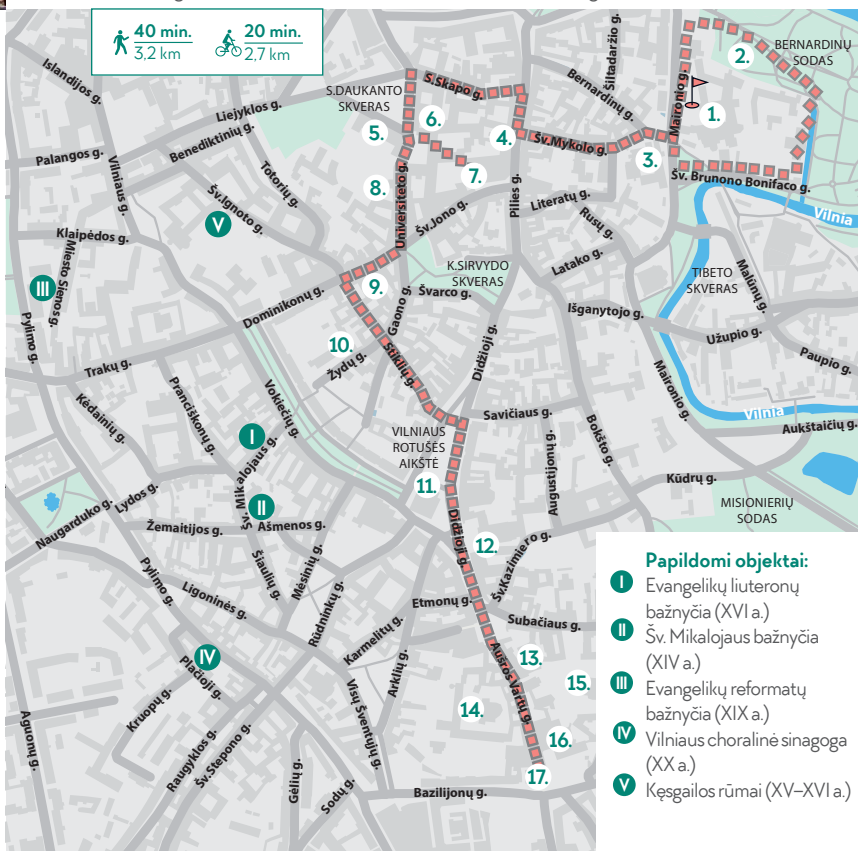 40 min.
3,2 km
20 min.
2,7 km
Islandijos g.
Liejyklos g.
S.DAUKANTO
SKVERAS
S.Skapo g.
Bernardinų g.
Šiltadaržio g.
Maironio g.
BERNARDINŲ
SODAS
1.
2.
3.
4.
5.
6.
7.
8.
Palangos g.
Benediktinių g.
Vilniaus g.
Totorių g.
Šv.Ignoto g.
V
Universiteto g.
Šv.Mykolo g.
Šv. Brunono Bonifaco g.
Vilnia
Pilies g.
Literatų g.
Rusų g.
Šv.Jono g.
Klaipėdos g.
Miesto Sienos g.
III
Pylimo g.
K.SIRVYDO
SKVERAS
Latako g.
TIBETO
SKVERAS
Malūnų g.
9.
Švarco g.
Gaono g.
Dominikonų g.
Išganytojo g.
Užupio g.
Paupio g.
10.
Žydų g.
Stiklių g.
Didžioji g.
Trakų g.
Pranciškonų g.
Vokiečių g.
Kėdainių g.
Savičiaus g.
Bokšto g.
Maironio g.
Vilnia
Aukštaičių g.
VILNIAUS
ROTUŠĖS
AIKŠTĖ
I
Šv. Mikalojaus g.
11.
Augustijonų g.
Kūdrų g.
MISIONIERIŲ
SODAS
Naugarduko g.
Lydos g.
II
Žemaitijos g.
Ašmenos g.
Didžioji g.
12.
Šv.Kazimiero g.
Pylimo g.
Šiaulių g.
Mėsinių g.
Ligoninės g.
Rūdninkų g.
Etmonų g.
Subačiaus g.
Karmelitų g.
Arklių g.
IV
Plačioji g.
Kruopų g.
Visų Šventųjų g.
Aušros Vartų g.
13.
14.
15.
16.
17.
Aguonų g.
Raugyklos g.
Šv.Stepono g.
Gėlių g.
Sodų g.
Bazilijonų g.
Papildomi objektai:
I Evangelikų liuteronų
bažnyčia (XVI a.)
II Šv. Mikalojaus bažnyčia
(XIV a.)
III Evangelikų reformatų
bažnyčia (XIX a.)
IV Vilniaus choralinė sinagoga
(XX a.)
V Kęsgailos rūmai (XV–XVI a.)